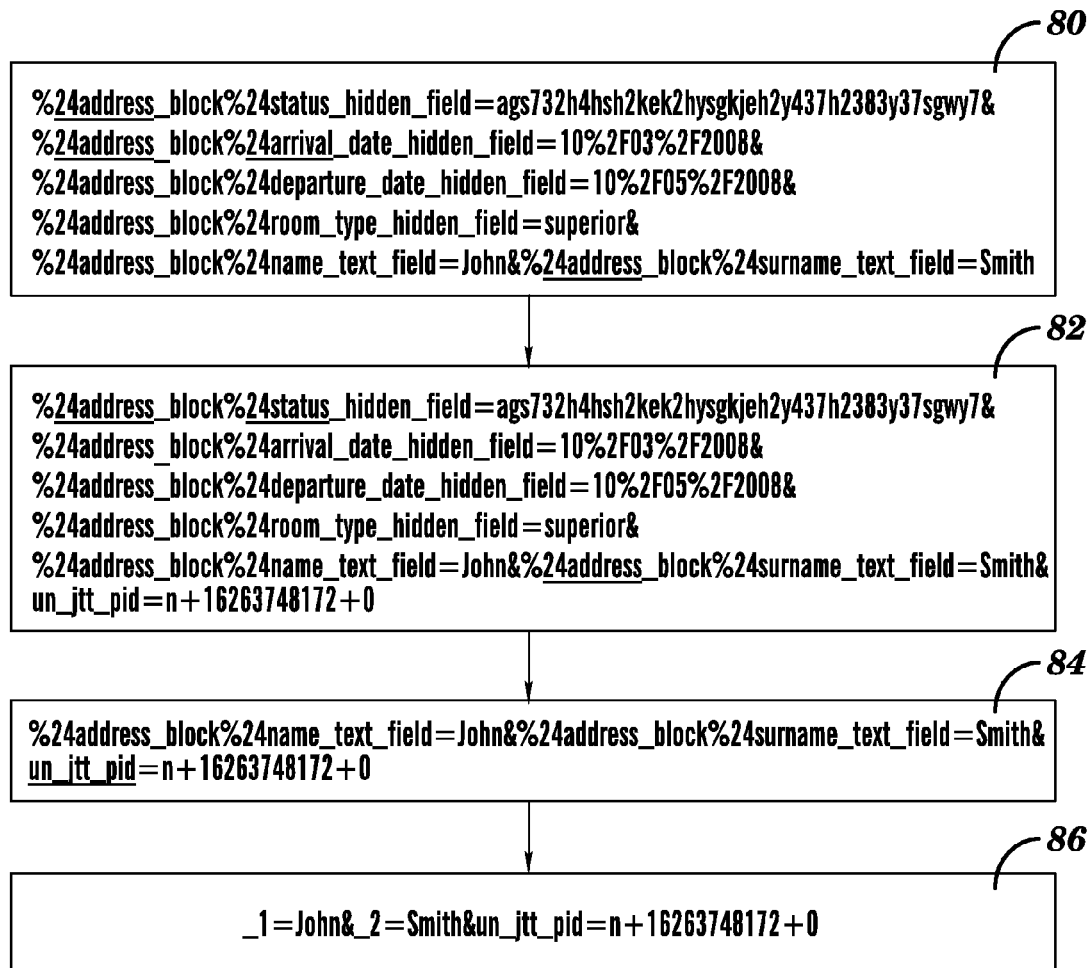 80
%24address_block%24status_hidden_field=ags732h4hsh2kek2hysgkjeh2y437h2383y37sgwy7&
%24address_block%24arrival_date_hidden_field=10%2F03%2F2008&
%24address_block%24departure_date_hidden_field=10%2F05%2F2008&
%24address_block%24room_type_hidden_field=superior&
%24address_block%24name_text_field=John&%24address_block%24surname_text_field=Smith
82
%24address_block%24status_hidden_field=ags732h4hsh2kek2hysgkjeh2y437h2383y37sgwy7&
%24address_block%24arrival_date_hidden_field=10%2F03%2F2008&
%24address_block%24departure_date_hidden_field=10%2F05%2F2008&
%24address_block%24room_type_hidden_field=superior&
%24address_block%24name_text_field=John&%24address_block%24surname_text_field=Smith&
un_jtt_pid=n+16263748172+0
84
%24address_block%24name_text_field=John&%24address_block%24surname_text_field=Smith&
un_jtt_pid=n+16263748172+0
86
_1=John&_2=Smith&un_jtt_pid=n+16263748172+0